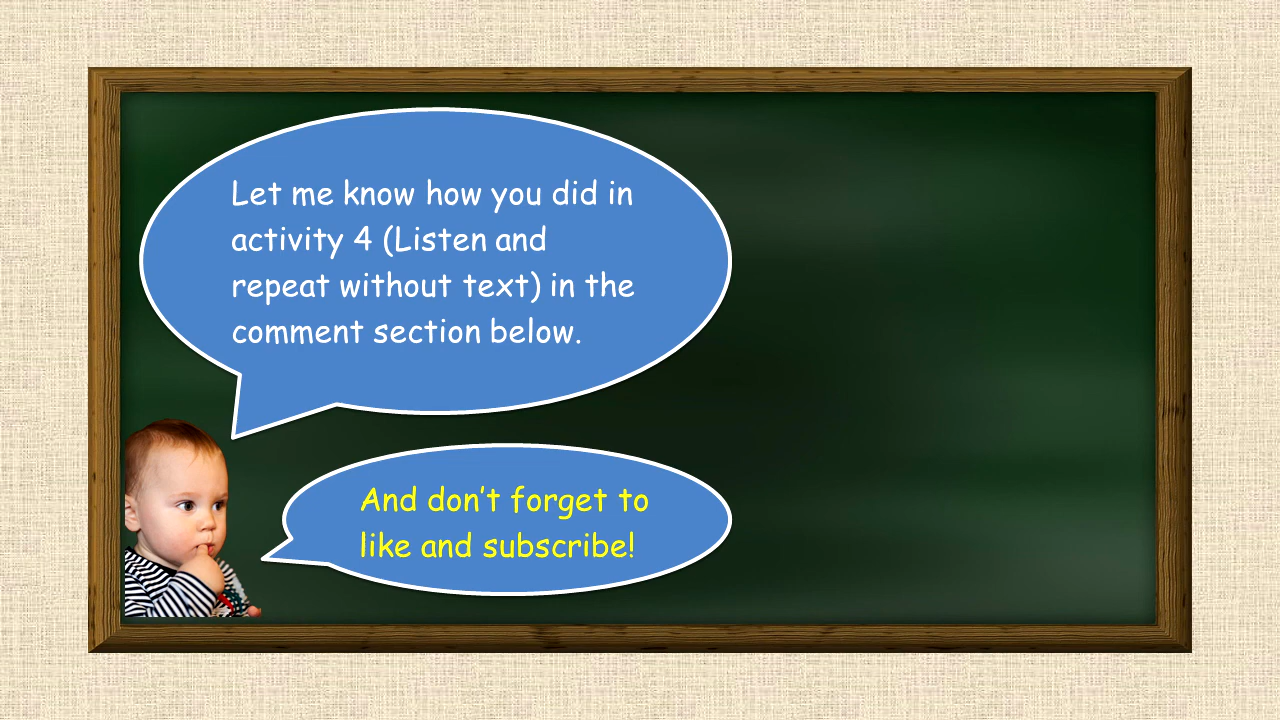 Let me know how you did in
activity 4 (Listen and
repeat without text) in the
comment section below.
And don’t forget to
like and subscribe!